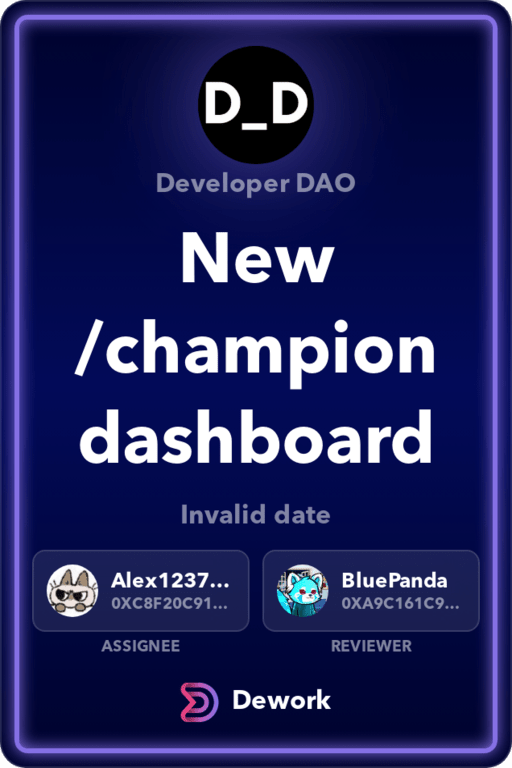 D_D
Developer DAO
New
/champion
dashboard
Invalid date
Alex1237...
0XC8F20C91...
ASSIGNEE
BluePanda
0XA9C161C9...
REVIEWER
Dework